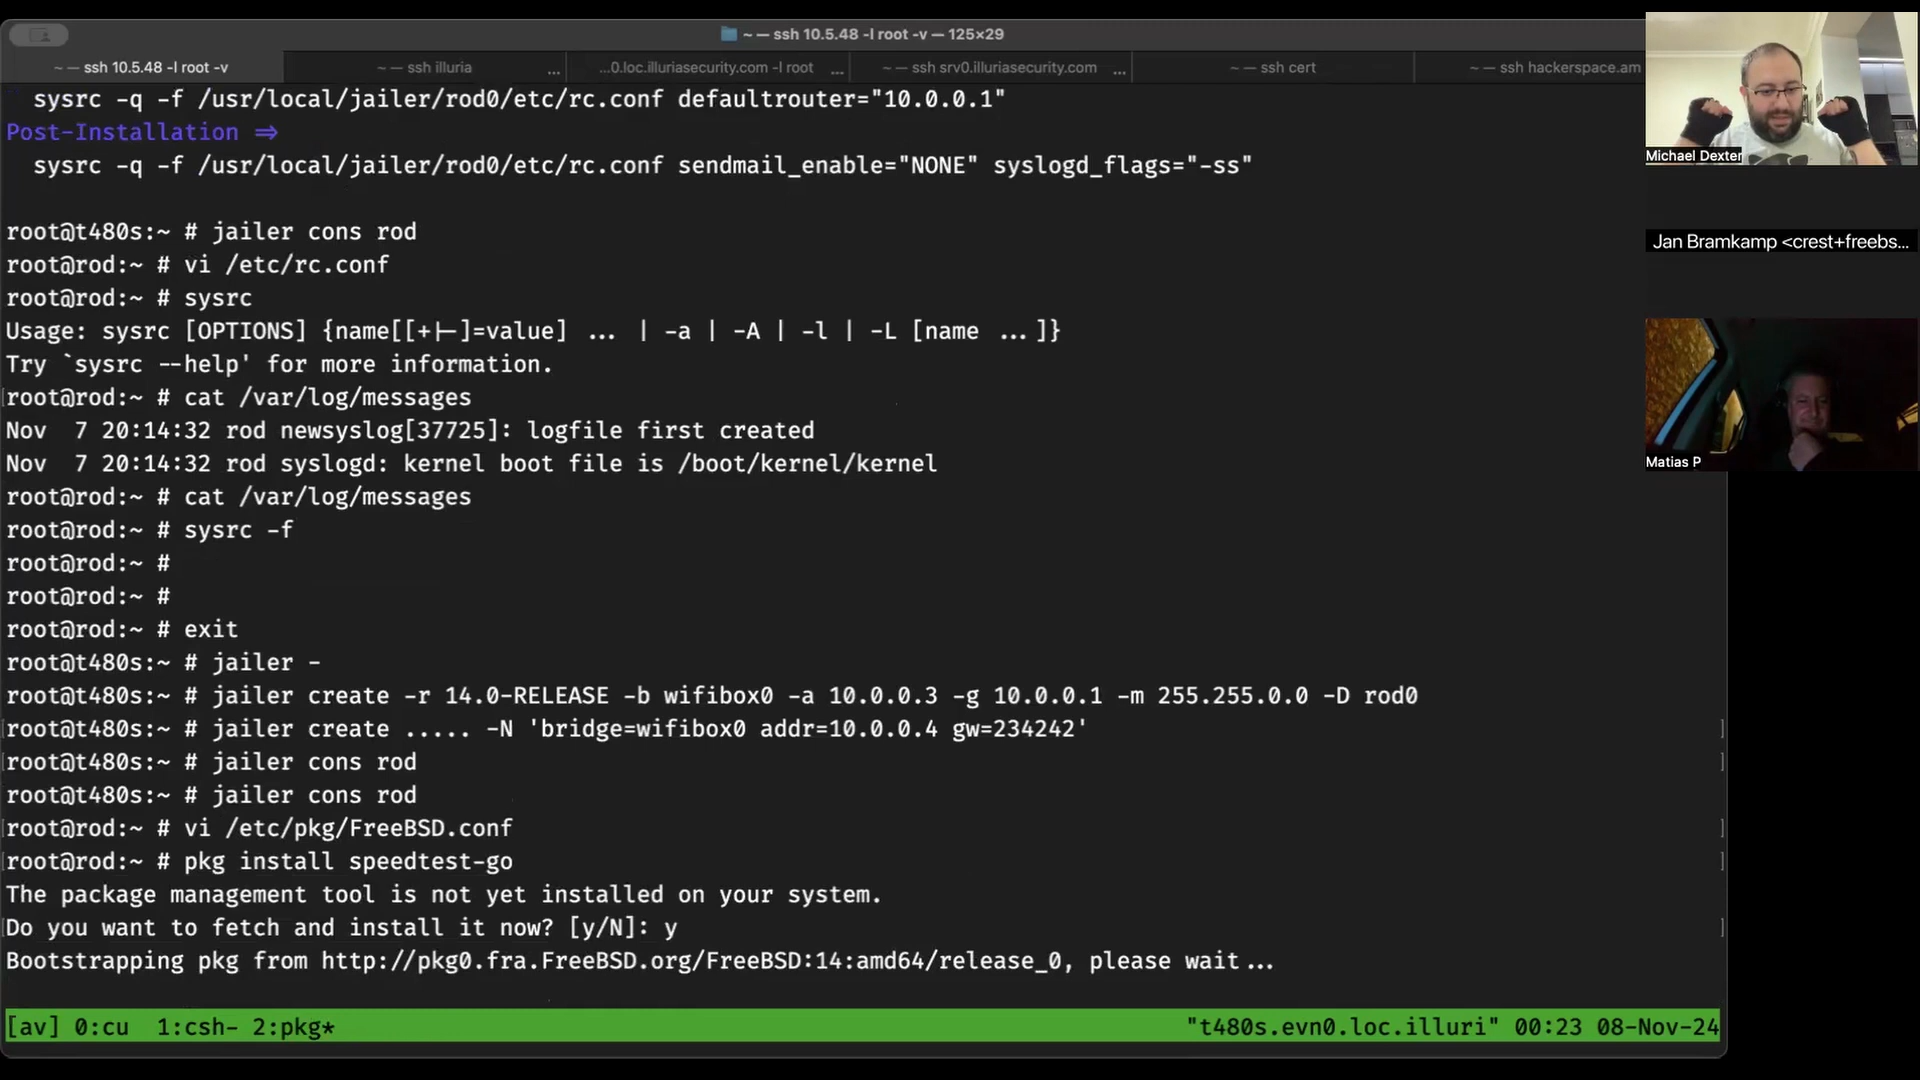 ~ — ssh 10.5.48 -l root -v — 125×29
~ — ssh 10.5.48 -l root -v
~ — ssh illuria ...
...0.loc.illuriasecurity.com -l root ...
~ — ssh srv0.illuriasecurity.com ...
~ — ssh cert
~ — ssh hackerspace.am
sysrc -q -f /usr/local/jailer/rod0/etc/rc.conf defaultrouter="10.0.0.1"
Post-Installation ⇒
sysrc -q -f /usr/local/jailer/rod0/etc/rc.conf sendmail_enable="NONE" syslogd_flags="-ss"
root@t480s:~ # jailer cons rod
root@rod:~ # vi /etc/rc.conf
root@rod:~ # sysrc
Usage: sysrc [OPTIONS] {name[[+|-]=value] ... | -a | -A | -l | -L [name ...]}
Try `sysrc --help' for more information.
[root@rod:~ # cat /var/log/messages
Nov  7 20:14:32 rod newsyslog[37725]: logfile first created
Nov  7 20:14:32 rod syslogd: kernel boot file is /boot/kernel/kernel
root@rod:~ # cat /var/log/messages
root@rod:~ # sysrc -f
root@rod:~ #
root@rod:~ #
root@rod:~ # exit
root@t480s:~ # jailer -
root@t480s:~ # jailer create -r 14.0-RELEASE -b wifibox0 -a 10.0.0.3 -g 10.0.0.1 -m 255.255.0.0 -D rod0
[root@t480s:~ # jailer create ..... -N 'bridge=wifibox0 addr=10.0.0.4 gw=234242' ]
[root@t480s:~ # jailer cons rod ]
root@t480s:~ # jailer cons rod
[root@rod:~ # vi /etc/pkg/FreeBSD.conf ]
[root@rod:~ # pkg install speedtest-go ]
The package management tool is not yet installed on your system.
[Do you want to fetch and install it now? [y/N]: y ]
Bootstrapping pkg from http://pkg0.fra.FreeBSD.org/FreeBSD:14:amd64/release_0, please wait...
[av] 0:cu  1:csh- 2:pkg* "t480s.evn0.loc.illuri" 00:23 08-Nov-24
Michael Dexter
Jan Bramkamp <crest+freebs...
Matias P